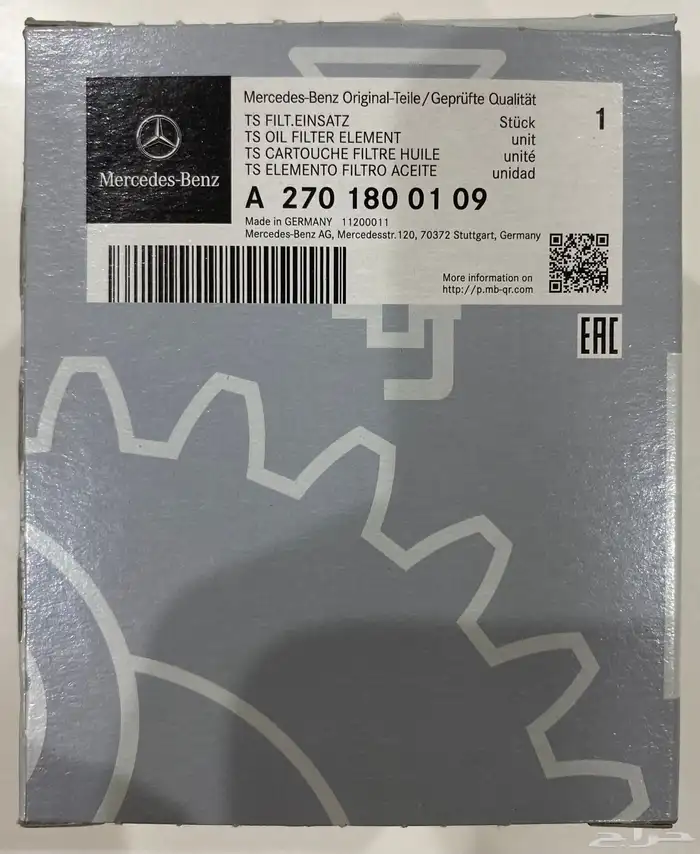 Mercedes-Benz
Mercedes-Benz Original-Teile/Geprüfte Qualität
TS FILT.EINSATZ Stück 1
TS OIL FILTER ELEMENT unit
TS CARTOUCHE FILTRE HUILE unité
TS ELEMENTO FILTRO ACEITE unidad
A 270 180 01 09
Made in GERMANY 11200011
Mercedes-Benz AG, Mercedesstr. 120, 70372 Stuttgart, Germany
More information on
http://p.mb-qr.com
EAC
حراج